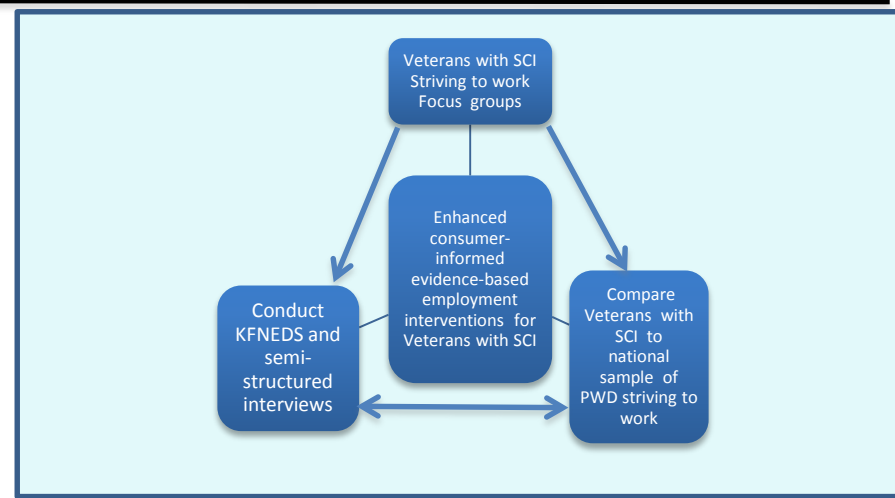 Veterans with SCI
Striving to work
Focus groups
Enhanced
consumer-
informed
evidence-based
employment
interventions for
Veterans with SCI
Conduct
KFNEDS and
semi-
structured
interviews
Compare
Veterans with
SCI to
national
sample of
PWD striving to
work